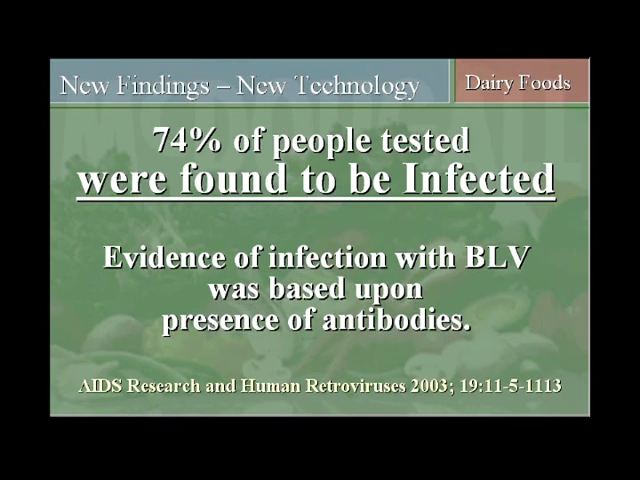 New Findings – New Technology
Dairy Foods
74% of people tested
were found to be Infected
Evidence of infection with BLV
was based upon
presence of antibodies.
AIDS Research and Human Retroviruses 2003; 19:11-5-1113